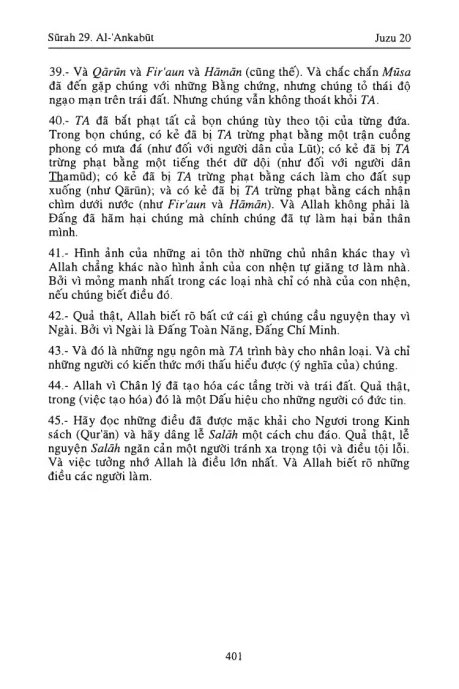 Sūrah 29. Al-'Ankabūt Juzu 20
39.- Và Qārūn và Fir'aun và Hāmān (cũng thế). Và chắc chắn Mūsa
đã đến gặp chúng với những Bằng chứng, nhưng chúng tỏ thái độ
ngạo mạn trên trái đất. Nhưng chúng vẫn không thoát khỏi TA.
40.- TA đã bắt phạt tất cả bọn chúng tùy theo tội của từng đứa.
Trong bọn chúng, có kẻ đã bị TA trừng phạt bằng một trận cuồng
phong có mưa đá (như đối với người dân của Lūt); có kẻ đã bị TA
trừng phạt bằng một tiếng thét dữ dội (như đối với người dân
Thamūd); có kẻ đã bị TA trừng phạt bằng cách làm cho đất sụp
xuống (như Qārūn); và có kẻ đã bị TA trừng phạt bằng cách nhận
chìm dưới nước (như Fir'aun và Hāmān). Và Allah không phải là
Đấng đã hãm hại chúng mà chính chúng đã tự làm hại bản thân
mình.
41.- Hình ảnh của những ai tôn thờ những chủ nhân khác thay vì
Allah chẳng khác nào hình ảnh của con nhện tự giăng tơ làm nhà.
Bởi vì mỏng manh nhất trong các loại nhà chỉ có nhà của con nhện,
nếu chúng biết điều đó.
42.- Quả thật, Allah biết rõ bất cứ cái gì chúng cầu nguyện thay vì
Ngài. Bởi vì Ngài là Đấng Toàn Năng, Đấng Chí Minh.
43.- Và đó là những ngụ ngôn mà TA trình bày cho nhân loại. Và chỉ
những người có kiến thức mới thấu hiểu được (ý nghĩa của) chúng.
44.- Allah vì Chân lý đã tạo hóa các tầng trời và trái đất. Quả thật,
trong (việc tạo hóa) đó là một Dấu hiệu cho những người có đức tin.
45.- Hãy đọc những điều đã được mặc khải cho Ngươi trong Kinh
sách (Qur'ān) và hãy dâng lễ Salāh một cách chu đáo. Quả thật, lễ
nguyện Salāh ngăn cản một người tránh xa trọng tội và điều tội lỗi.
Và việc tưởng nhớ Allah là điều lớn nhất. Và Allah biết rõ những
điều các người làm.
401